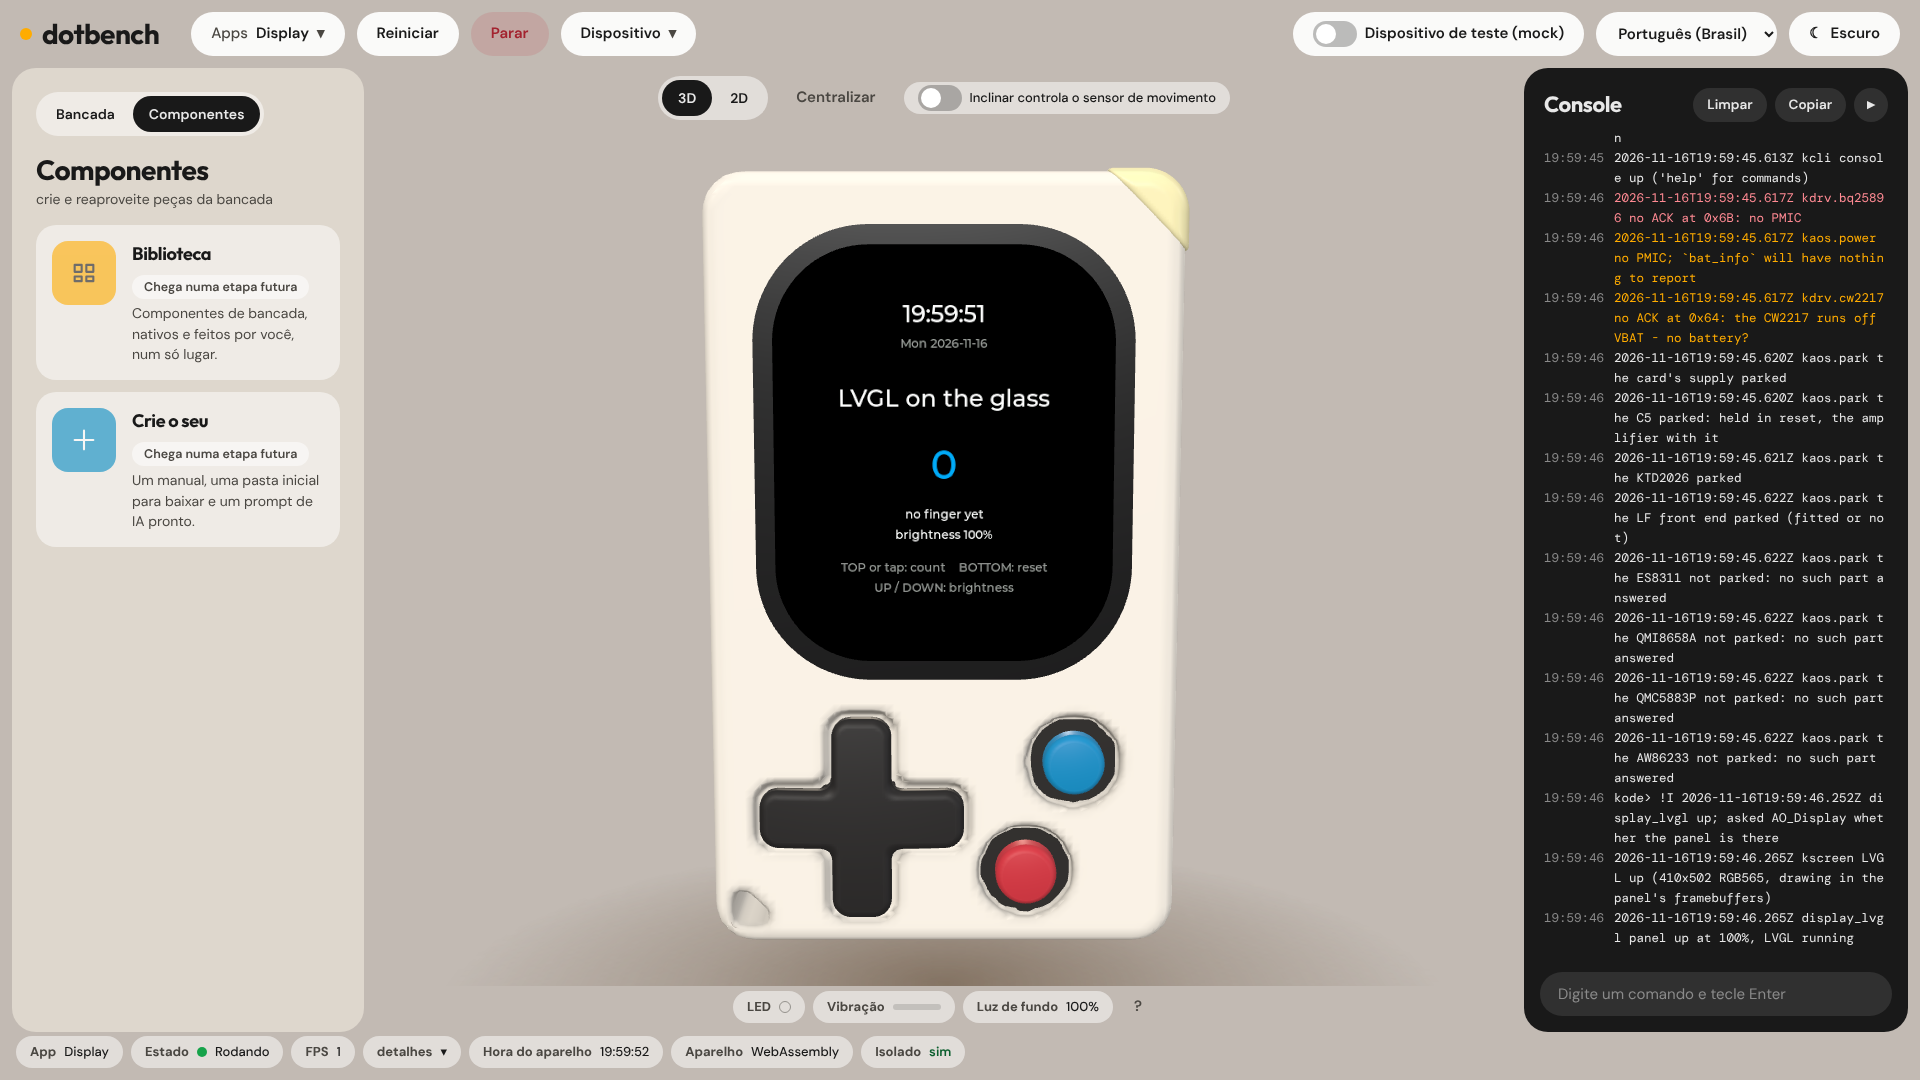 dotbench
Apps Display ▾
Reiniciar
Parar
Dispositivo ▾
Dispositivo de teste (mock)
Português (Brasil)
Escuro
Bancada
Componentes
Componentes
crie e reaproveite peças da bancada
Biblioteca
Chega numa etapa futura
Componentes de bancada,
nativos e feitos por você,
num só lugar.
Crie o seu
Chega numa etapa futura
Um manual, uma pasta inicial
para baixar e um prompt de
IA pronto.
3D
2D
Centralizar
Inclinar controla o sensor de movimento
19:59:51
Mon 2026-11-16
LVGL on the glass
0
no finger yet
brightness 100%
TOP or tap: count BOTTOM: reset
UP / DOWN: brightness
LED
Vibração
Luz de fundo 100%
?
Console
Limpar
Copiar
n
19:59:45 2026-11-16T19:59:45.613Z kcli consol
e up ('help' for commands)
19:59:46 2026-11-16T19:59:45.617Z kdrv.bq2589
6 no ACK at 0x6B: no PMIC
19:59:46 2026-11-16T19:59:45.617Z kaos.power
no PMIC; `bat_info` will have nothin
g to report
19:59:46 2026-11-16T19:59:45.617Z kdrv.cw2217
no ACK at 0x64: the CW2217 runs off
VBAT - no battery?
19:59:46 2026-11-16T19:59:45.620Z kaos.park t
he card's supply parked
19:59:46 2026-11-16T19:59:45.620Z kaos.park t
he C5 parked: held in reset, the amp
lifier with it
19:59:46 2026-11-16T19:59:45.621Z kaos.park t
he KTD2026 parked
19:59:46 2026-11-16T19:59:45.622Z kaos.park t
he LF front end parked (fitted or no
t)
19:59:46 2026-11-16T19:59:45.622Z kaos.park t
he ES8311 not parked: no such part a
nswered
19:59:46 2026-11-16T19:59:45.622Z kaos.park t
he QMI8658A not parked: no such part
answered
19:59:46 2026-11-16T19:59:45.622Z kaos.park t
he QMC5883P not parked: no such part
answered
19:59:46 2026-11-16T19:59:45.622Z kaos.park t
he AW86233 not parked: no such part
answered
19:59:46 kode> !I 2026-11-16T19:59:46.252Z di
splay_lvgl up; asked AO_Display whet
her the panel is there
19:59:46 2026-11-16T19:59:46.265Z kscreen LVG
L up (410x502 RGB565, drawing in the
panel's framebuffers)
19:59:46 2026-11-16T19:59:46.265Z display_lvg
l panel up at 100%, LVGL running
Digite um comando e tecle Enter
App Display
Estado Rodando
FPS 1
detalhes ▾
Hora do aparelho 19:59:52
Aparelho WebAssembly
Isolado sim